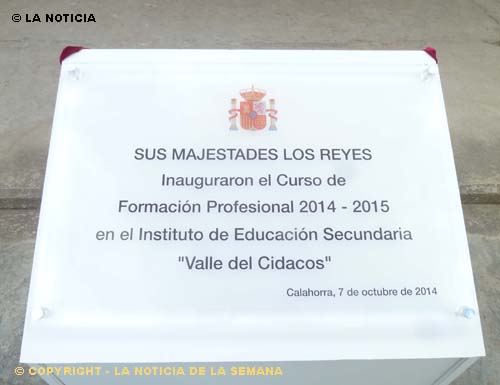 © LA NOTICIA
SUS MAJESTADES LOS REYES
Inauguraron el Curso de
Formación Profesional 2014 - 2015
en el Instituto de Educación Secundaria
"Valle del Cidacos"
Calahorra, 7 de octubre de 2014
© COPYRIGHT - LA NOTICIA DE LA SEMANA